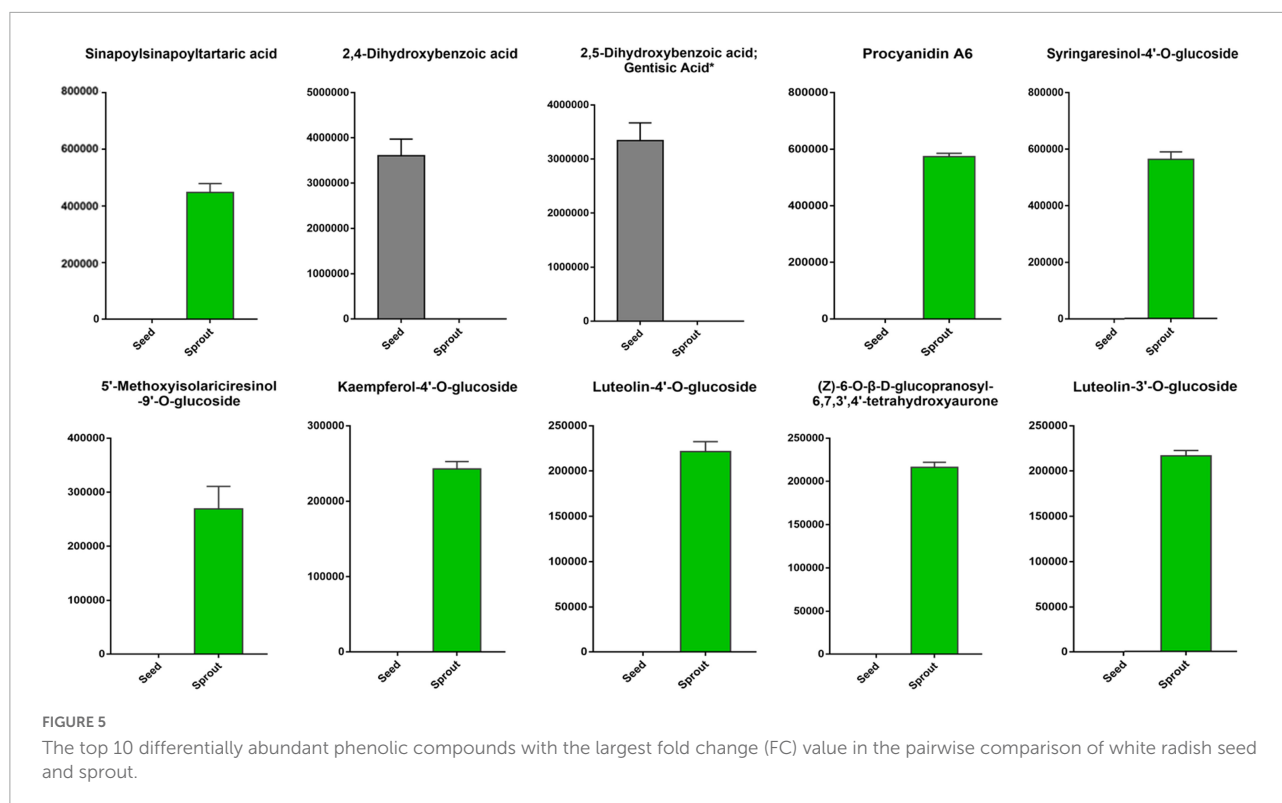 Sinapoylsinapoyltartaric acid
800000
600000
400000
200000
0
Seed
Sprout
2,4-Dihydroxybenzoic acid
5000000
4000000
3000000
2000000
1000000
0
Seed
Sprout
2,5-Dihydroxybenzoic acid;
Gentisic Acid*
4000000
3000000
2000000
1000000
0
Seed
Sprout
Procyanidin A6
800000
600000
400000
200000
0
Seed
Sprout
Syringaresinol-4'-O-glucoside
800000
600000
400000
200000
0
Seed
Sprout
5'-Methoxyisolariciresinol
-9'-O-glucoside
400000
300000
200000
100000
0
Seed
Sprout
Kaempferol-4'-O-glucoside
300000
200000
100000
0
Seed
Sprout
Luteolin-4'-O-glucoside
250000
200000
150000
100000
50000
0
Seed
Sprout
(Z)-6-O-β-D-glucopranosyl-
6,7,3',4'-tetrahydroxyaurone
250000
200000
150000
100000
50000
0
Seed
Sprout
Luteolin-3'-O-glucoside
250000
200000
150000
100000
50000
0
Seed
Sprout
FIGURE 5
The top 10 differentially abundant phenolic compounds with the largest fold change (FC) value in the pairwise comparison of white radish seed
and sprout.